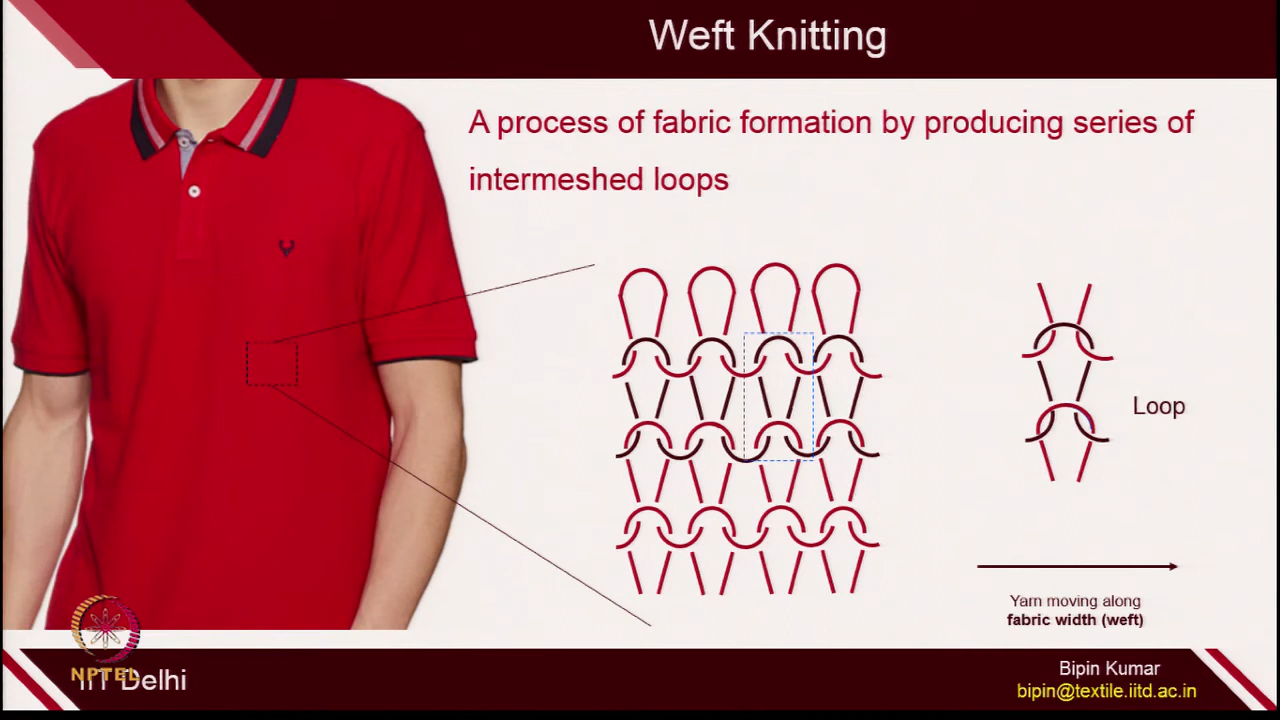 Weft Knitting
A process of fabric formation by producing series of
intermeshed loops
Loop
Yarn moving along
fabric width (weft)
NPTEL
IIT Delhi
Bipin Kumar
bipin@textile.iitd.ac.in